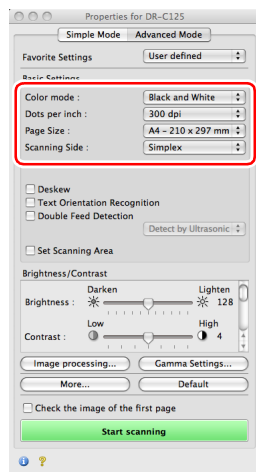 Properties for DR-C125
Simple Mode Advanced Mode
Favorite Settings User defined
Basic Settings
Color mode : Black and White
Dots per inch : 300 dpi
Page Size : A4 - 210 x 297 mm
Scanning Side : Simplex
Deskew
Text Orientation Recognition
Double Feed Detection
Detect by Ultrasonic
Set Scanning Area
Brightness/Contrast
Darken Lighten
Brightness : 128
Low High
Contrast : 4
Image processing... Gamma Settings...
More... Default
Check the image of the first page
Start scanning